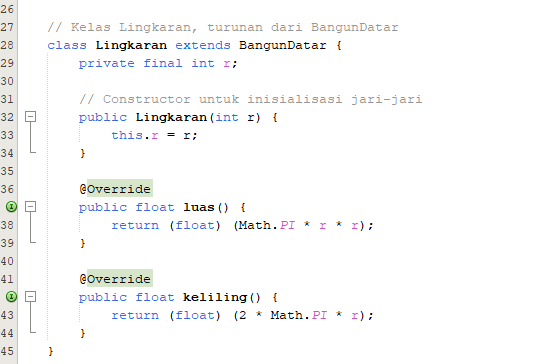 26
27 // Kelas Lingkaran, turunan dari BangunDatar
28 class Lingkaran extends BangunDatar {
29     private final int r;
30
31     // Constructor untuk inisialisasi jari-jari
32     public Lingkaran(int r) {
33         this.r = r;
34     }
35
36     @Override
    public float luas() {
38         return (float) (Math.PI * r * r);
39     }
40
41     @Override
    public float keliling() {
43         return (float) (2 * Math.PI * r);
44     }
45 }